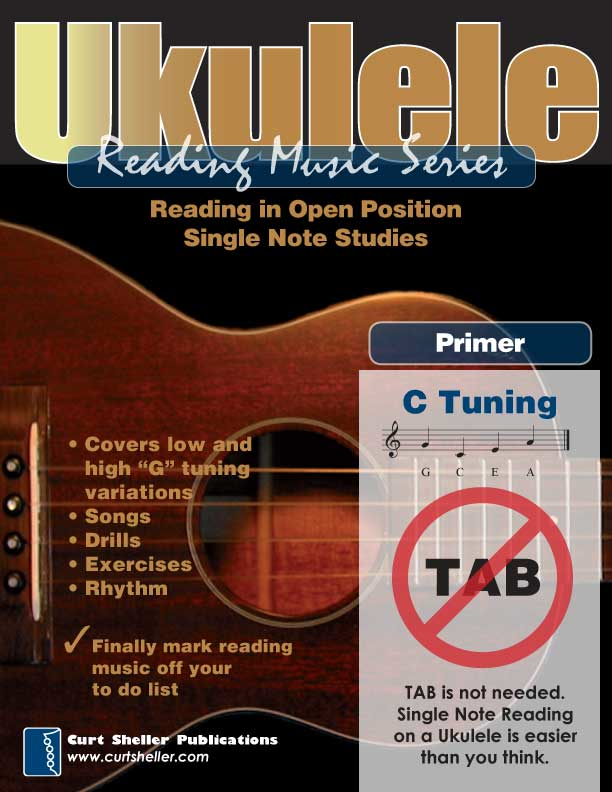 Ukulele
Reading Music Series
Reading in Open Position
Single Note Studies
Primer
C Tuning
G C E A
TAB
• Covers low and
high “G” tuning
variations
• Songs
• Drills
• Exercises
• Rhythm
✓ Finally mark reading
music off your
to do list
TAB is not needed.
Single Note Reading
on a Ukulele is easier
than you think.
Curt Sheller Publications
www.curtsheller.com